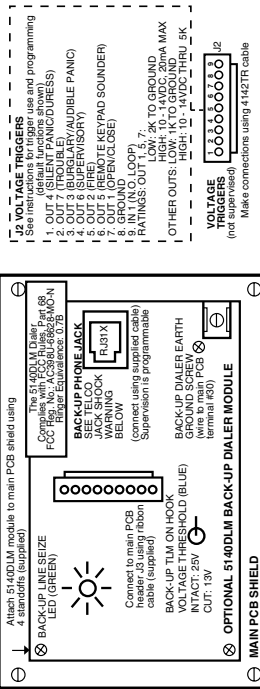 Attach 5140DLM module to main PCB shield using
4 standoffs (supplied)
BACK-UP LINE SEIZE
LED (GREEN)
The 5140DLM Dialer
Complies with FCC Rules, Part 68
FCC Reg. No.: AC398U-68628-MO-N
Ringer Equivalence: 0.7B
BACK-UP PHONE JACK
SEE TELCO
JACK SHOCK
WARNING
BELOW
RJ31X
(connect using supplied cable)
Supervision is programmable
Connect to main PCB
header J3 using ribbon
cable (supplied)
BACK-UP TLM ON HOOK
VOLTAGE THRESHOLD (BLUE)
INTACT: 25V
CUT: 13V
BACK-UP DIALER EARTH
GROUND SCREW
(wire to main PCB
terminal #30)
OPTIONAL 5140DLM BACK-UP DIALER MODULE
MAIN PCB SHIELD
J2 VOLTAGE TRIGGERS
See instructions for trigger use and programming
(default functions shown)
1. OUT 4 (SILENT PANIC/DURESS)
2. OUT 7 (TROUBLE)
3. OUT 3 (BURGLARY/AUDIBLE PANIC)
4. OUT 6 (SUPERVISORY)
5. OUT 2 (FIRE)
6. OUT 5 (REMOTE KEYPAD SOUNDER)
7. OUT 1 (OPEN/CLOSE)
8. GROUND
9. IN 1 (N.O. LOOP)
RATINGS: OUT 1, 5, 7:
LOW: 2K TO GROUND
HIGH: 10 - 14VDC, 20mA MAX
OTHER OUTS: LOW: 1K TO GROUND
HIGH: 10 - 14VDC THRU 5K
VOLTAGE
TRIGGERS
(not supervised)
1 2 3 4 5 6 7 8 9
J2
Make connections using 4142TR cable